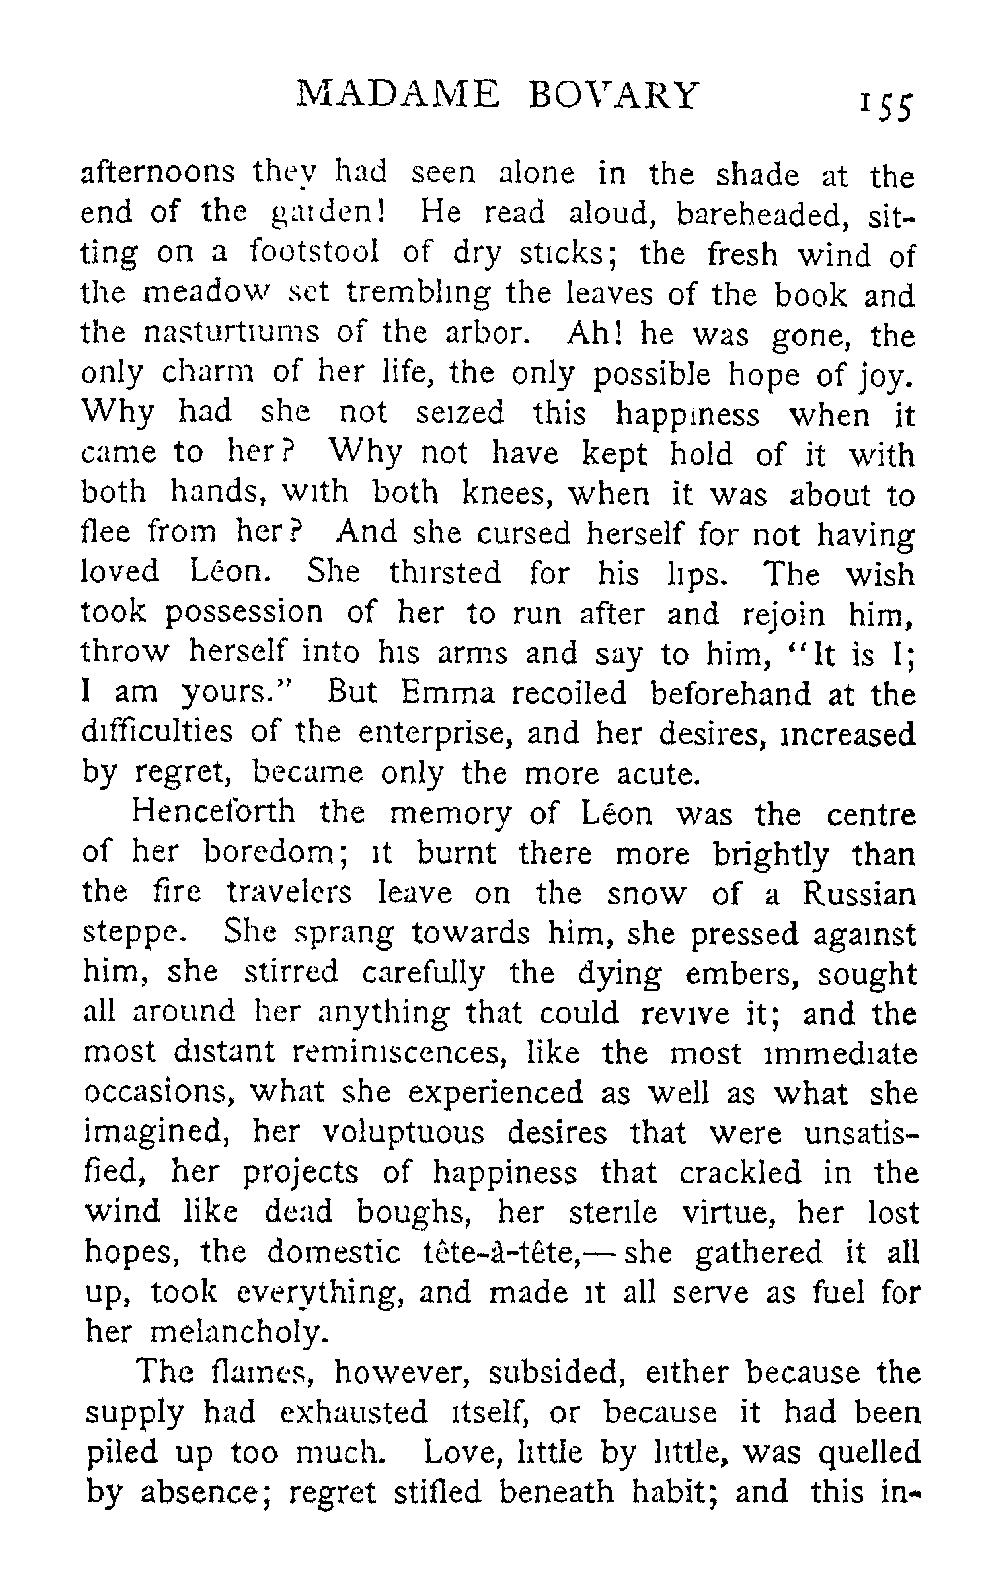 MADAME BOVARY 155
afternoons they had seen alone in the shade at the
end of the garden! He read aloud, bareheaded, sit-
ting on a footstool of dry sticks; the fresh wind of
the meadow set trembling the leaves of the book and
the nasturtiums of the arbor. Ah! he was gone, the
only charm of her life, the only possible hope of joy.
Why had she not seized this happiness when it
came to her? Why not have kept hold of it with
both hands, with both knees, when it was about to
flee from her? And she cursed herself for not having
loved Léon. She thirsted for his lips. The wish
took possession of her to run after and rejoin him,
throw herself into his arms and say to him, "It is I;
I am yours." But Emma recoiled beforehand at the
difficulties of the enterprise, and her desires, increased
by regret, became only the more acute.
Henceforth the memory of Léon was the centre
of her boredom; it burnt there more brightly than
the fire travelers leave on the snow of a Russian
steppe. She sprang towards him, she pressed against
him, she stirred carefully the dying embers, sought
all around her anything that could revive it; and the
most distant reminiscences, like the most immediate
occasions, what she experienced as well as what she
imagined, her voluptuous desires that were unsatis-
fied, her projects of happiness that crackled in the
wind like dead boughs, her sterile virtue, her lost
hopes, the domestic tête-à-tête,— she gathered it all
up, took everything, and made it all serve as fuel for
her melancholy.
The flames, however, subsided, either because the
supply had exhausted itself, or because it had been
piled up too much. Love, little by little, was quelled
by absence; regret stifled beneath habit; and this in-